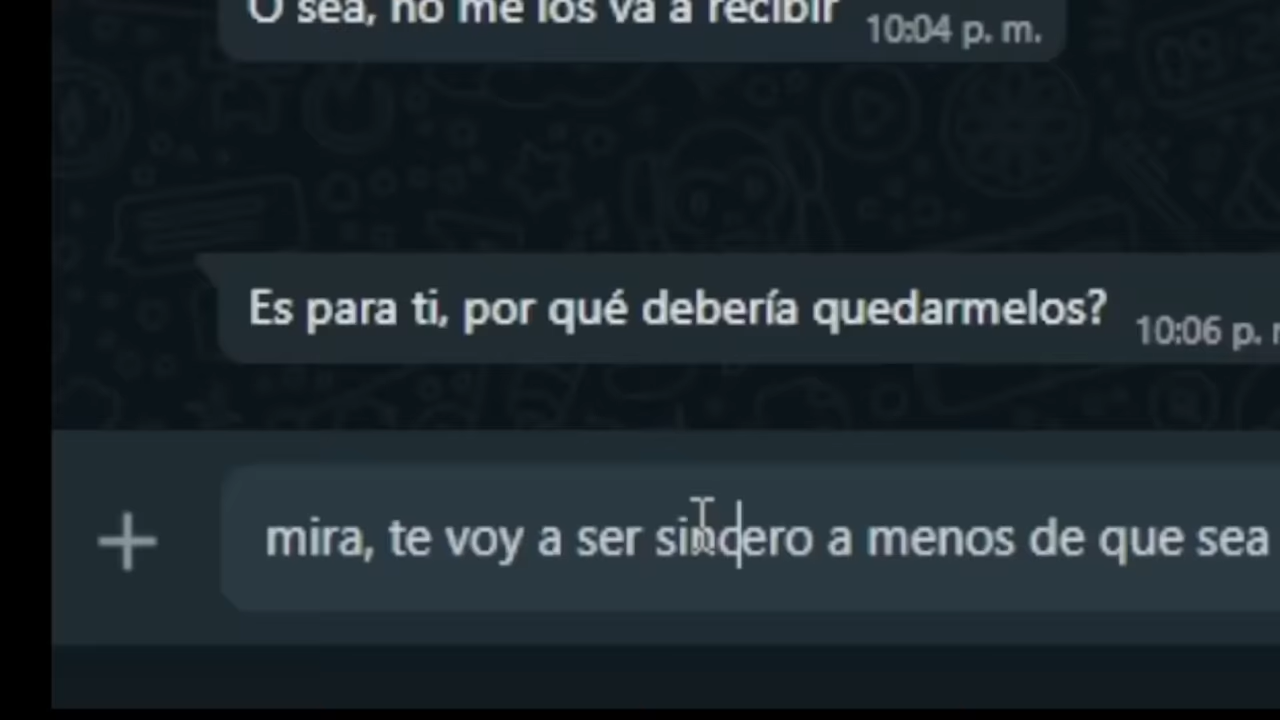 O sea, no me los va a recibir
10:04 p. m.
Es para ti, por qué debería quedarmelos?
10:06 p.
mira, te voy a ser sincero a menos de que sea